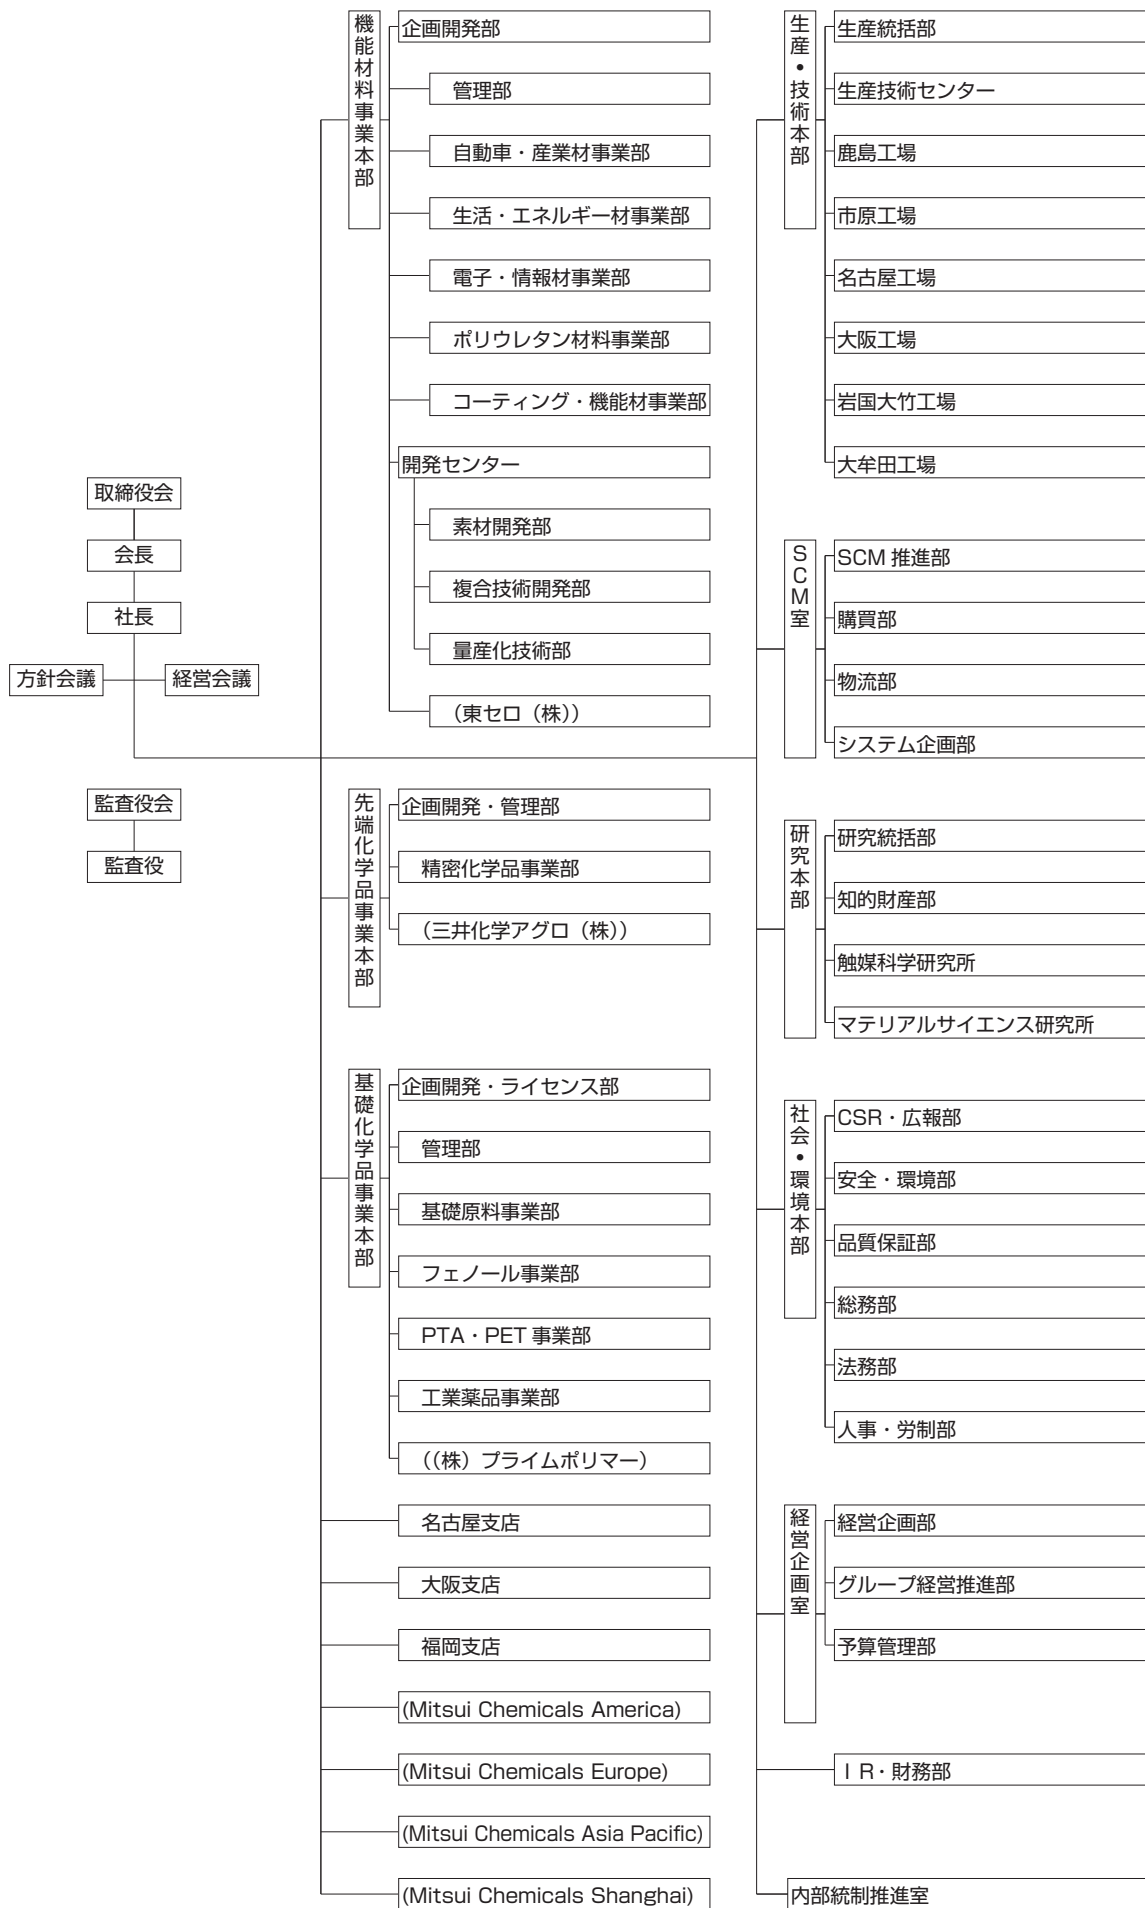 取締役会
会長
社長
方針会議
経営会議
監査役会
監査役
機能材料事業本部
企画開発部
管理部
自動車・産業材事業部
生活・エネルギー材事業部
電子・情報材事業部
ポリウレタン材料事業部
コーティング・機能材事業部
開発センター
素材開発部
複合技術開発部
量産化技術部
（東セロ（株））
先端化学品事業本部
企画開発・管理部
精密化学品事業部
（三井化学アグロ（株））
基礎化学品事業本部
企画開発・ライセンス部
管理部
基礎原料事業部
フェノール事業部
PTA・PET 事業部
工業薬品事業部
（（株）プライムポリマー）
名古屋支店
大阪支店
福岡支店
(Mitsui Chemicals America)
(Mitsui Chemicals Europe)
(Mitsui Chemicals Asia Pacific)
(Mitsui Chemicals Shanghai)
生産・技術本部
生産統括部
生産技術センター
鹿島工場
市原工場
名古屋工場
大阪工場
岩国大竹工場
大牟田工場
SCM室
SCM 推進部
購買部
物流部
システム企画部
研究本部
研究統括部
知的財産部
触媒科学研究所
マテリアルサイエンス研究所
社会・環境本部
CSR・広報部
安全・環境部
品質保証部
総務部
法務部
人事・労制部
経営企画室
経営企画部
グループ経営推進部
予算管理部
ＩＲ・財務部
内部統制推進室